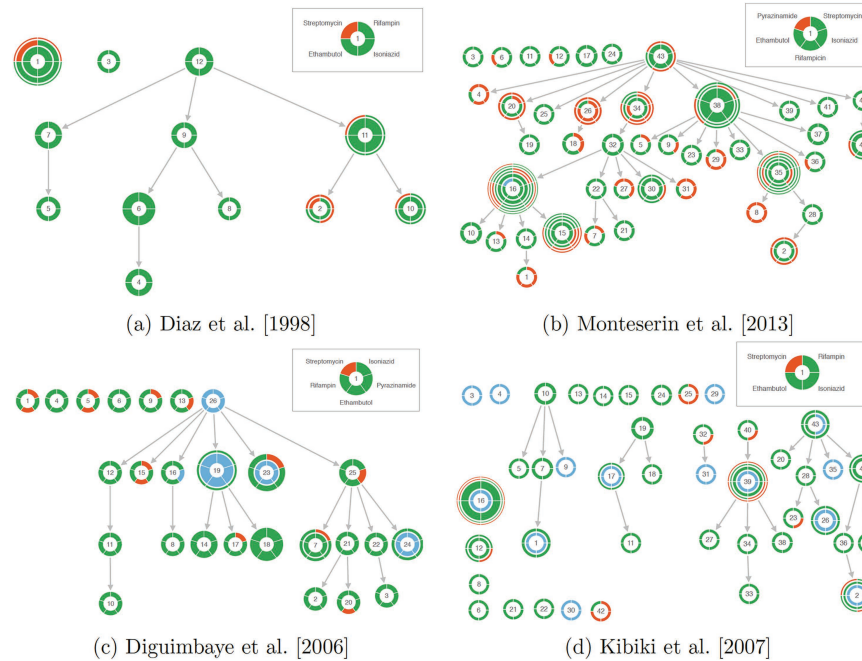 Streptomycin Rifampin
1
Ethambutol Isoniazid
1 3 12
7 9 11
5 6 8 2 10
4
(a) Diaz et al. [1998]
Pyrazinamide Streptomycin
1
Ethambutol Isoniazid
Rifampicin
3 6 11 12 17 24 43
4 20 25 26 34 38 39 41
19 18 32 5 9 23 29 33 37 36
16 22 27 30 31 35
10 13 14 15 7 21 8 28
1 2
(b) Monteserin et al. [2013]
Streptomycin Isoniazid
1
Rifampin Pyrazinamide
Ethambutol
1 4 5 6 9 13 26
12 15 16 19 23 25
11 8 14 17 18 7 21 22 24
10 2 20 3
(c) Diguimbaye et al. [2006]
Streptomycin Rifampin
1
Ethambutol Isoniazid
3 4 10 13 14 15 24 25 29
19 32 40 43
5 7 9 17 18 31 39 20 28 35
16 1 11 23 26
12 27 34 38 36
8 33 2
6 21 22 30 42
(d) Kibiki et al. [2007]